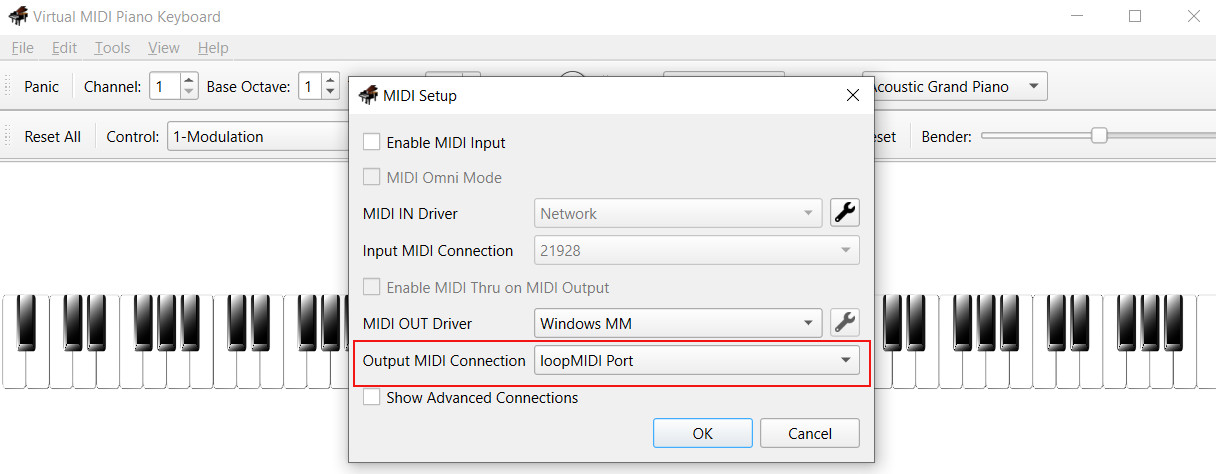 Virtual MIDI Piano Keyboard
File Edit Tools View Help
Panic Channel: 1 Base Octave: 1 Acoustic Grand Piano
Reset All Control: 1-Modulation Bender:
MIDI Setup
Enable MIDI Input
MIDI Omni Mode
MIDI IN Driver Network
Input MIDI Connection 21928
Enable MIDI Thru on MIDI Output
MIDI OUT Driver Windows MM
Output MIDI Connection loopMIDI Port
Show Advanced Connections
OK Cancel